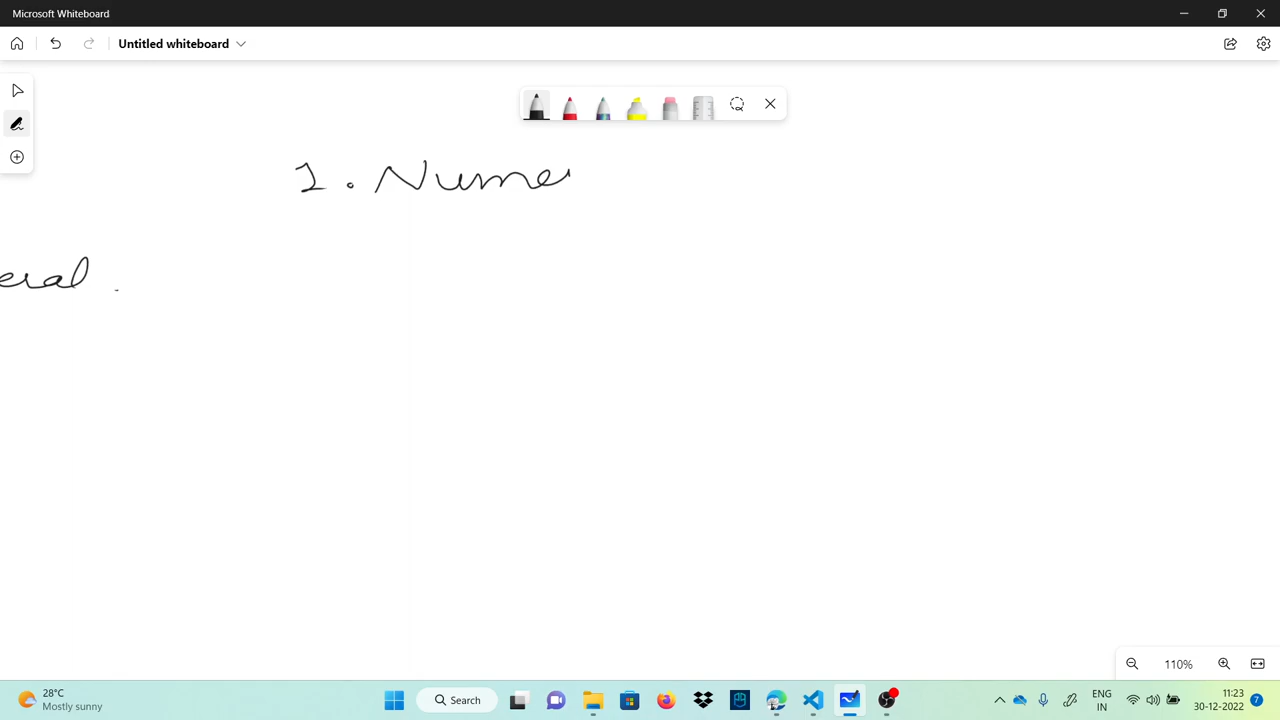 Microsoft Whiteboard
Untitled whiteboard
1. Nume
eral
110%
28°C
Mostly sunny
Search
ENG
IN
11:23
30-12-2022
7